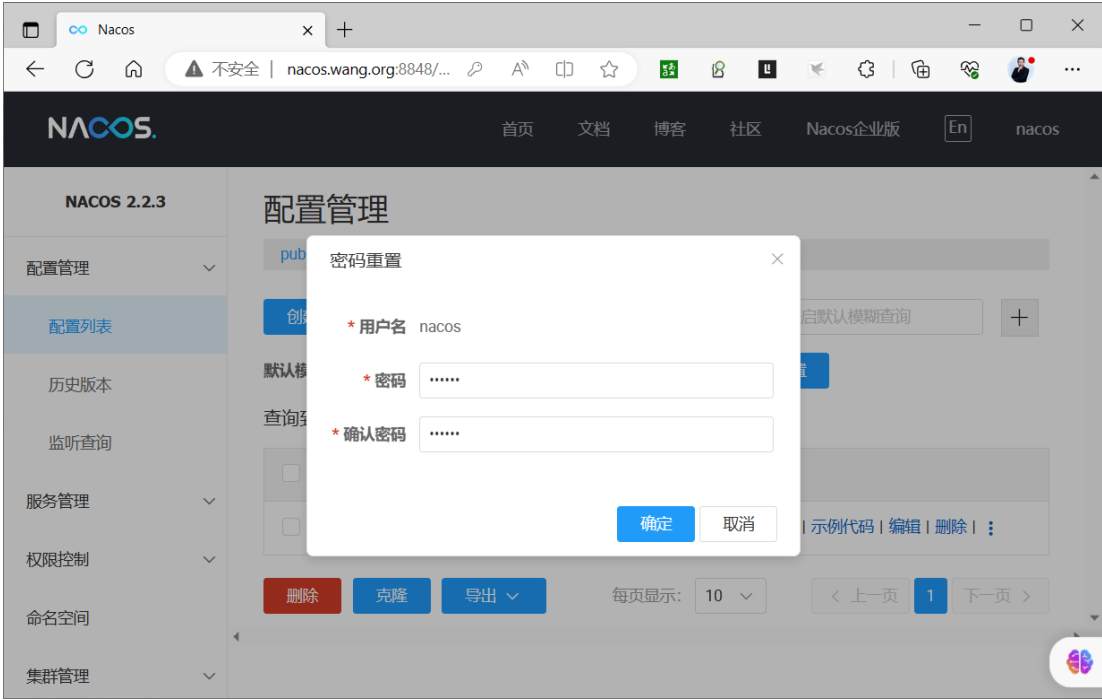 Nacos
不安全 | nacos.wang.org:8848/...
NACOS.
首页 文档 博客 社区 Nacos企业版 En nacos
NACOS 2.2.3
配置管理
配置列表
历史版本
监听查询
服务管理
权限控制
命名空间
集群管理
配置管理
pub
密码重置
* 用户名 nacos
* 密码 ••••••
* 确认密码 ••••••
确定 取消
启默认模糊查询
默认模
置
查询到
| 示例代码 | 编辑 | 删除 |
删除 克隆 导出 每页显示: 10 上一页 1 下一页